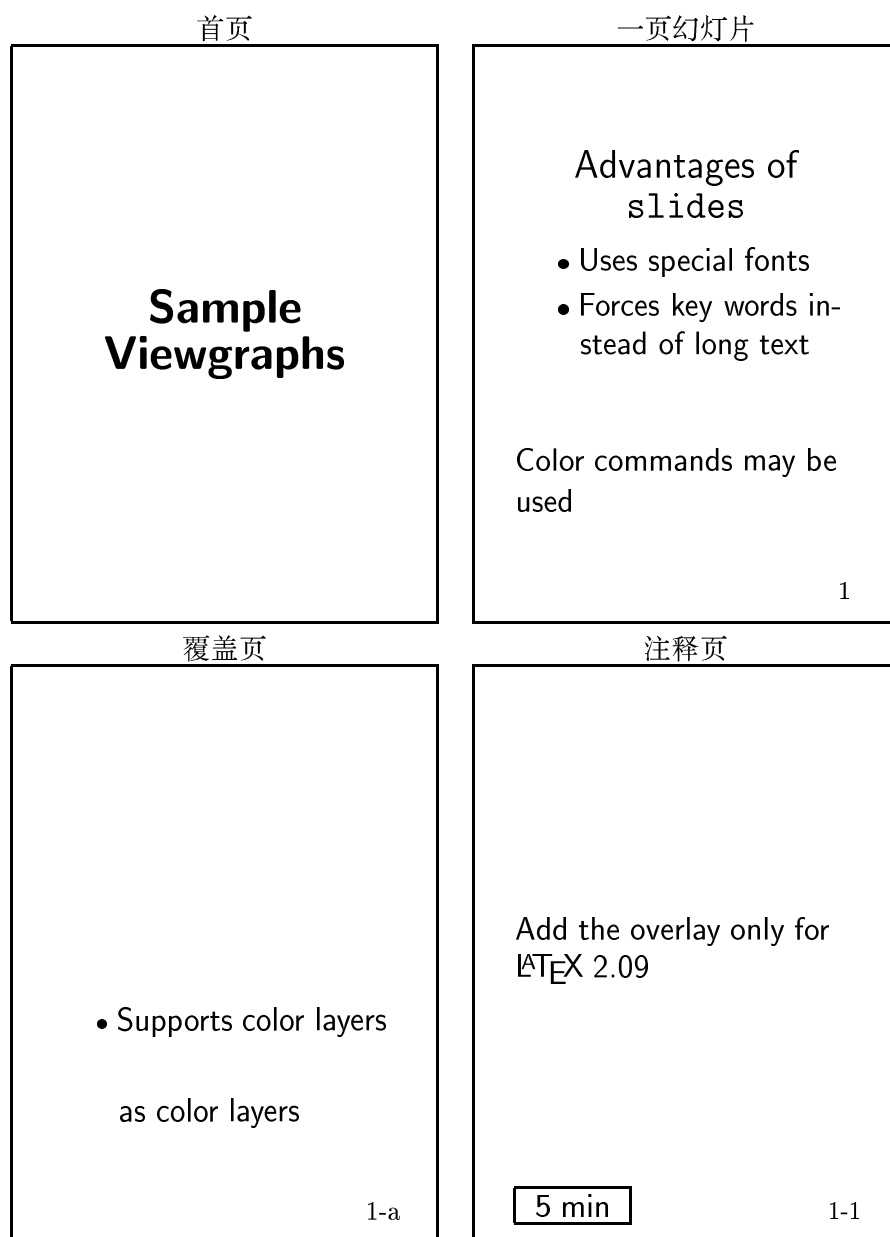 首页
Sample
Viewgraphs
一页幻灯片
Advantages of
slides
• Uses special fonts
• Forces key words in-
stead of long text
Color commands may be
used
1
覆盖页
• Supports color layers
as color layers
1-a
注释页
Add the overlay only for
LATEX 2.09
5 min
1-1